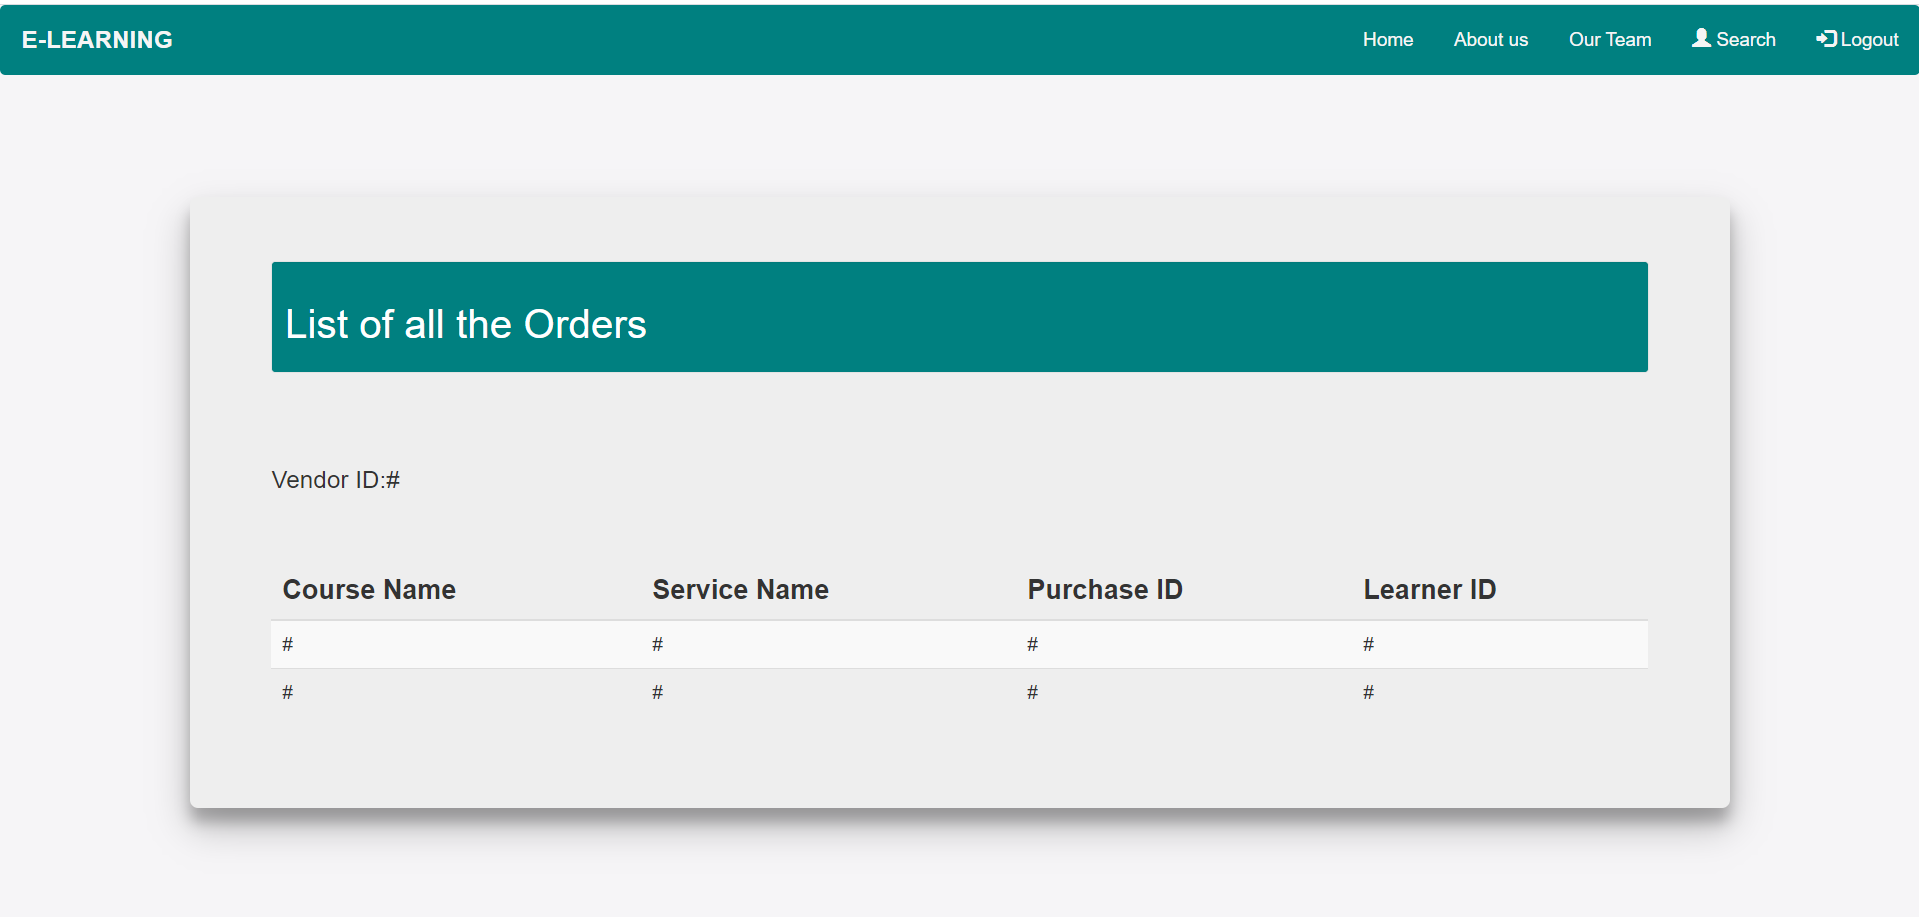 E-LEARNING Home About us Our Team Search Logout
List of all the Orders
Vendor ID:#
Course Name Service Name Purchase ID Learner ID
# # # #
# # # #